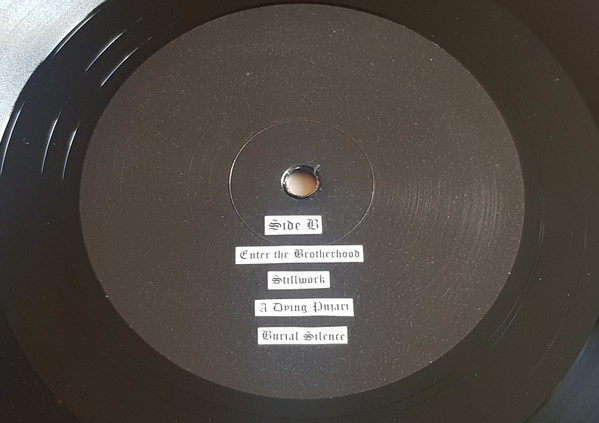 Side B
Enter the Brotherhood
Stillwork
A Dying Pujari
Burial Silence